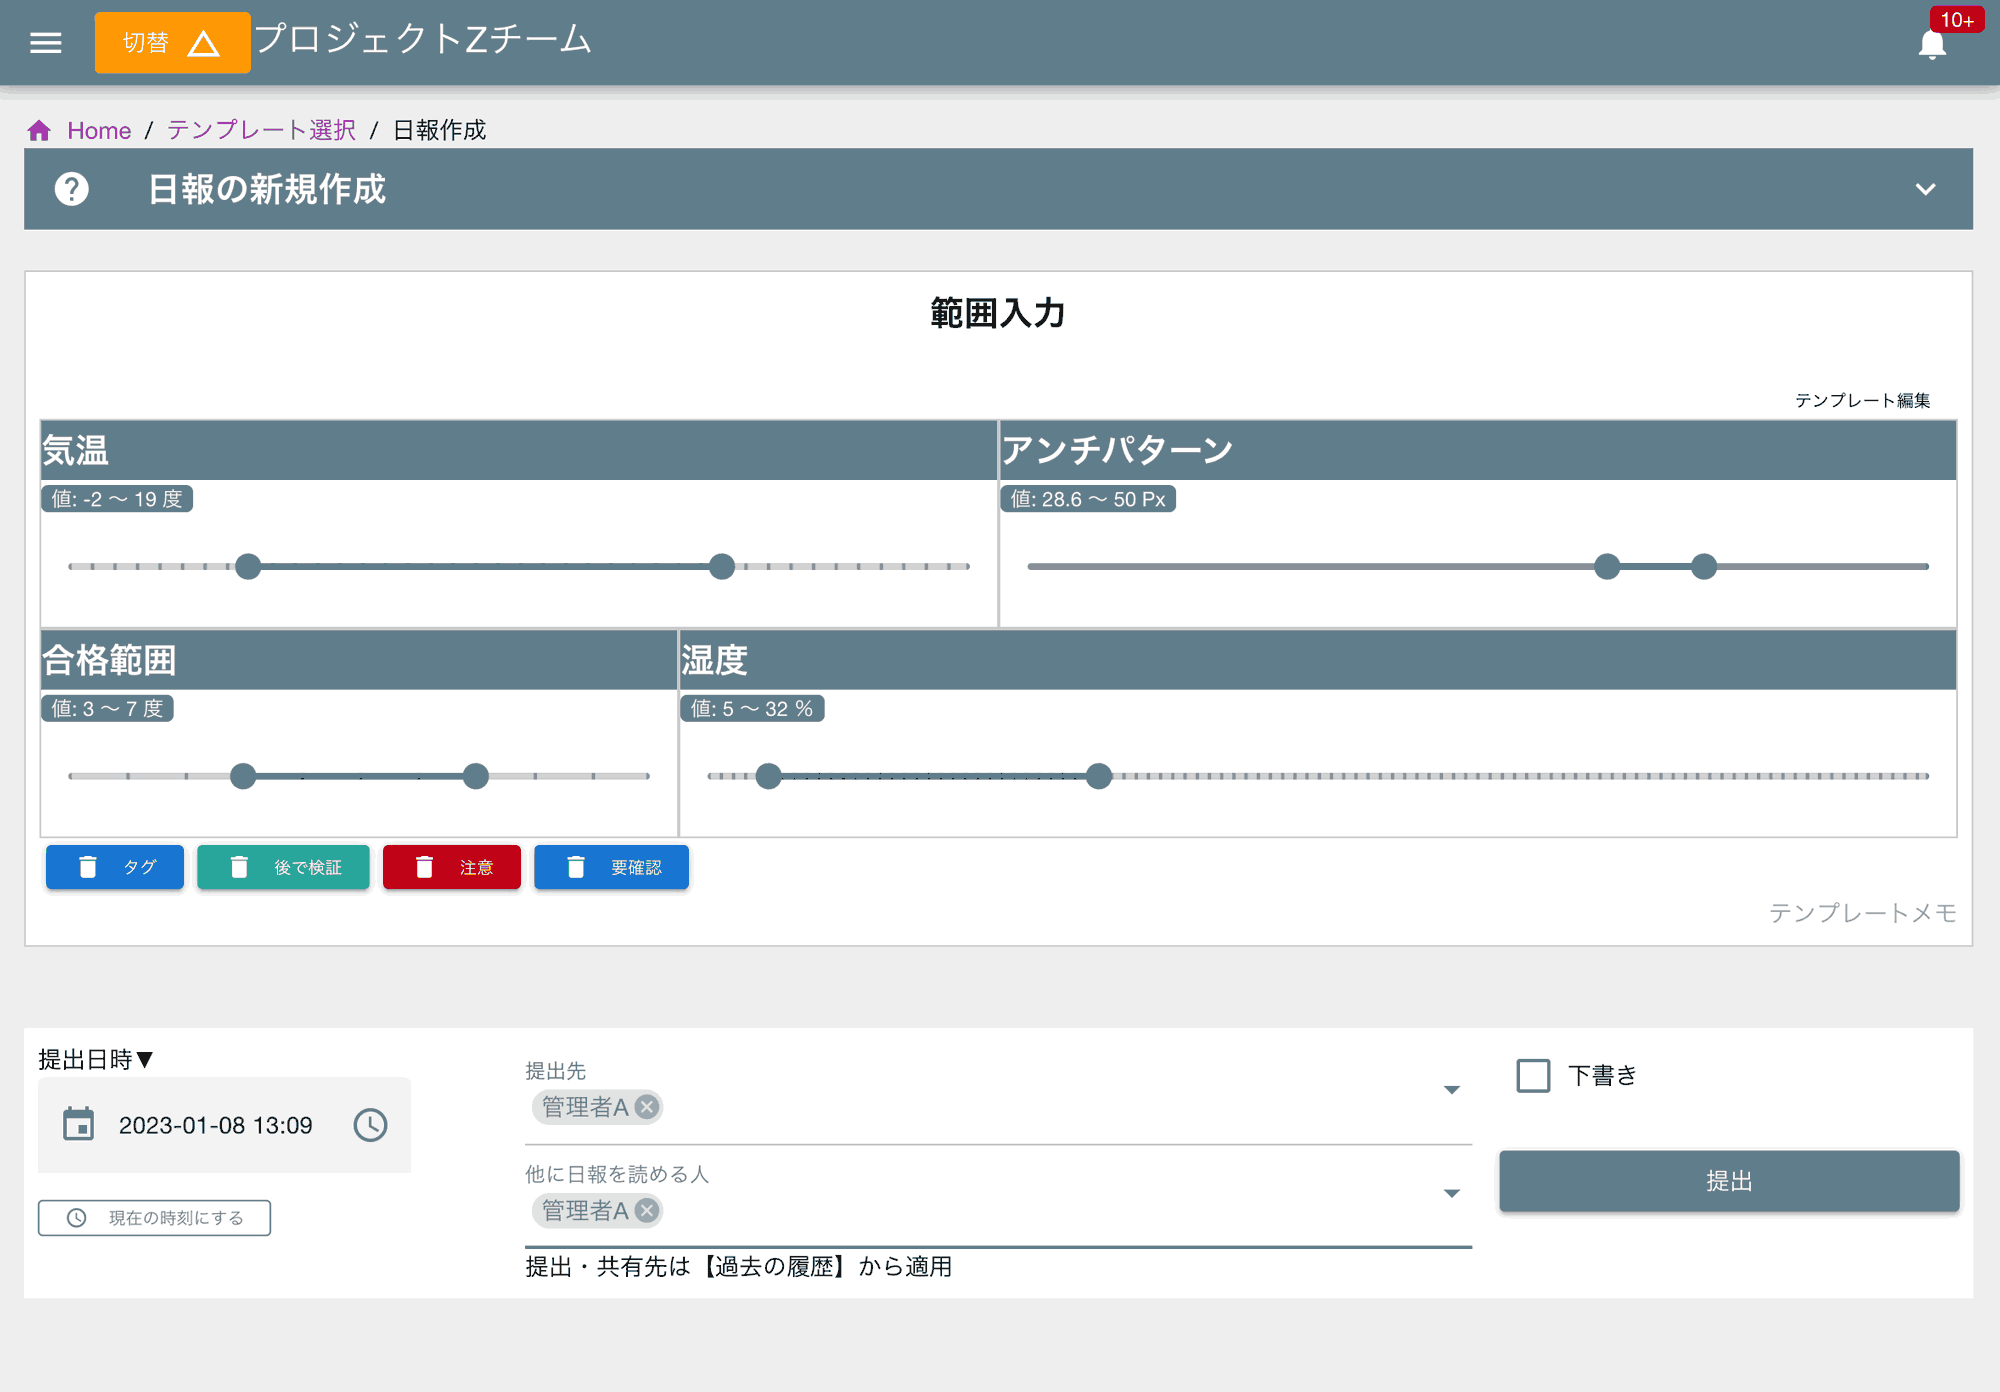 切替 プロジェクトZチーム 10+
Home / テンプレート選択 / 日報作成
? 日報の新規作成
範囲入力
テンプレート編集
気温
値: -2 ～ 19 度
アンチパターン
値: 28.6 ～ 50 Px
合格範囲
値: 3 ～ 7 度
湿度
値: 5 ～ 32 %
タグ 後で検証 注意 要確認
テンプレートメモ
提出日時▼
2023-01-08 13:09
現在の時刻にする
提出先
管理者A
他に日報を読める人
管理者A
提出・共有先は【過去の履歴】から適用
下書き
提出